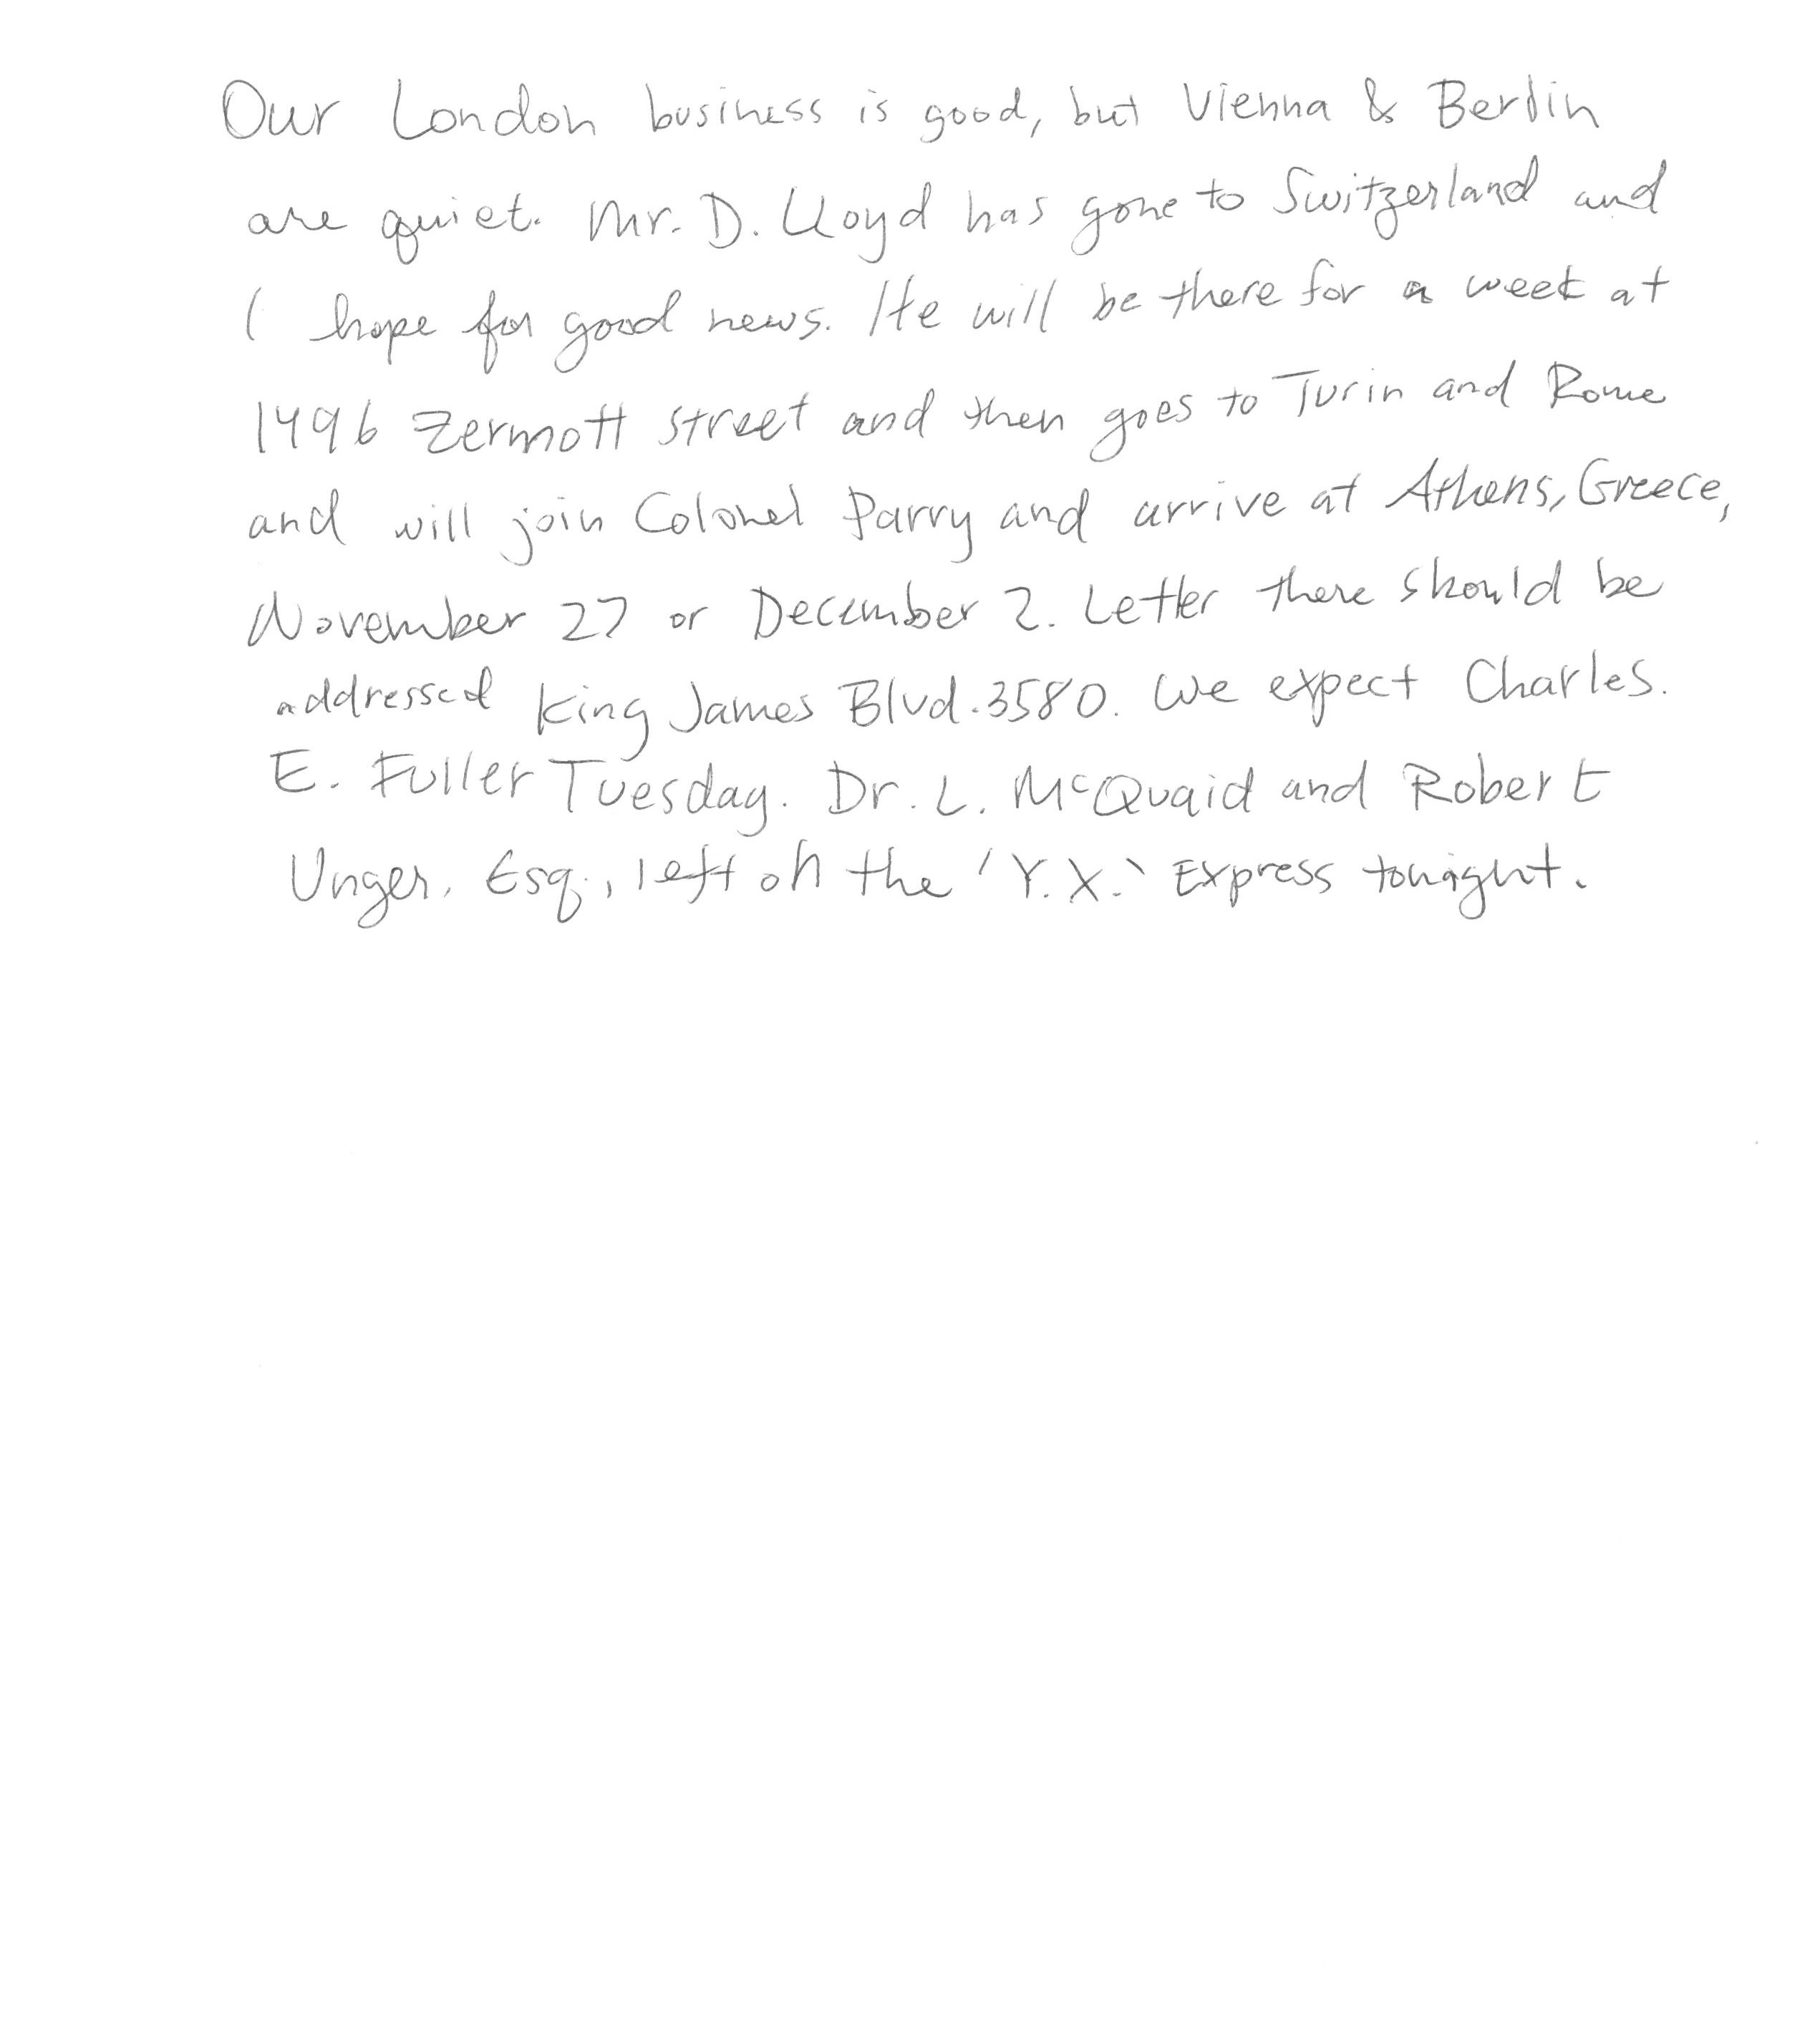 Our London business is good, but Vienna & Berlin
are quiet. Mr. D. Lloyd has gone to Switzerland and
I hope for good news. He will be there for a week at
1496 Zermott street and then goes to Turin and Rome
and will join Colonel Parry and arrive at Athens, Greece,
November 27 or December 2. Letter there should be
addressed King James Blvd. 3580. We expect Charles.
E. Fuller Tuesday. Dr. L. McQuaid and Robert
Unger, Esq., left on the 'Y.X.' Express tonight.